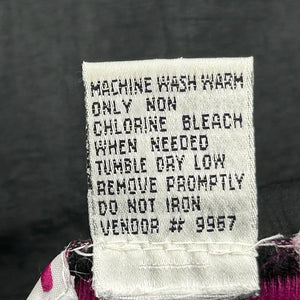 MACHINE WASH WARM
ONLY NON
CHLORINE BLEACH
WHEN NEEDED
TUMBLE DRY LOW
REMOVE PROMPTLY
DO NOT IRON
VENDOR # 9967